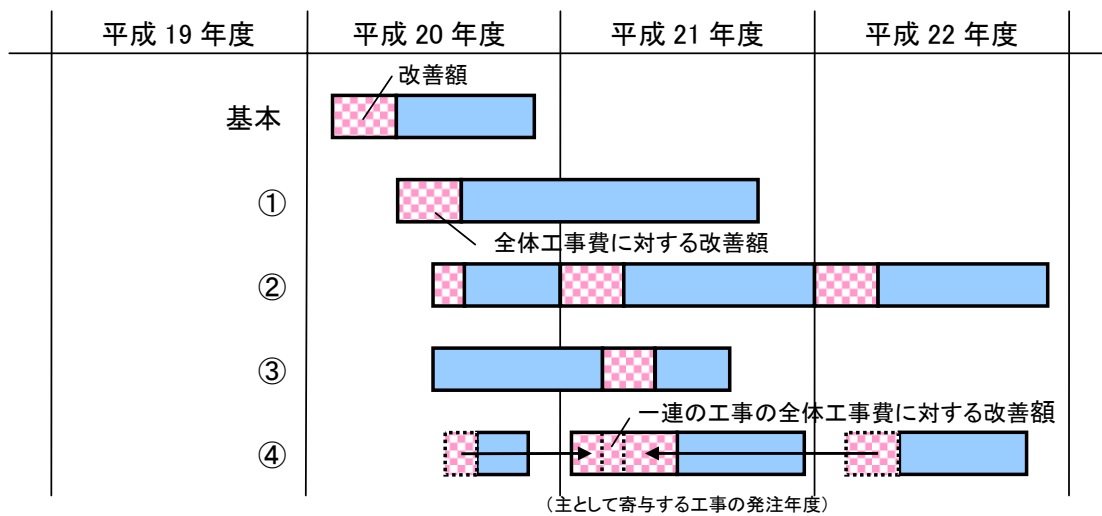 平成 19 年度 平成 20 年度 平成 21 年度 平成 22 年度
改善額
基本
①
全体工事費に対する改善額
②
③
一連の工事の全体工事費に対する改善額
④
（主として寄与する工事の発注年度）